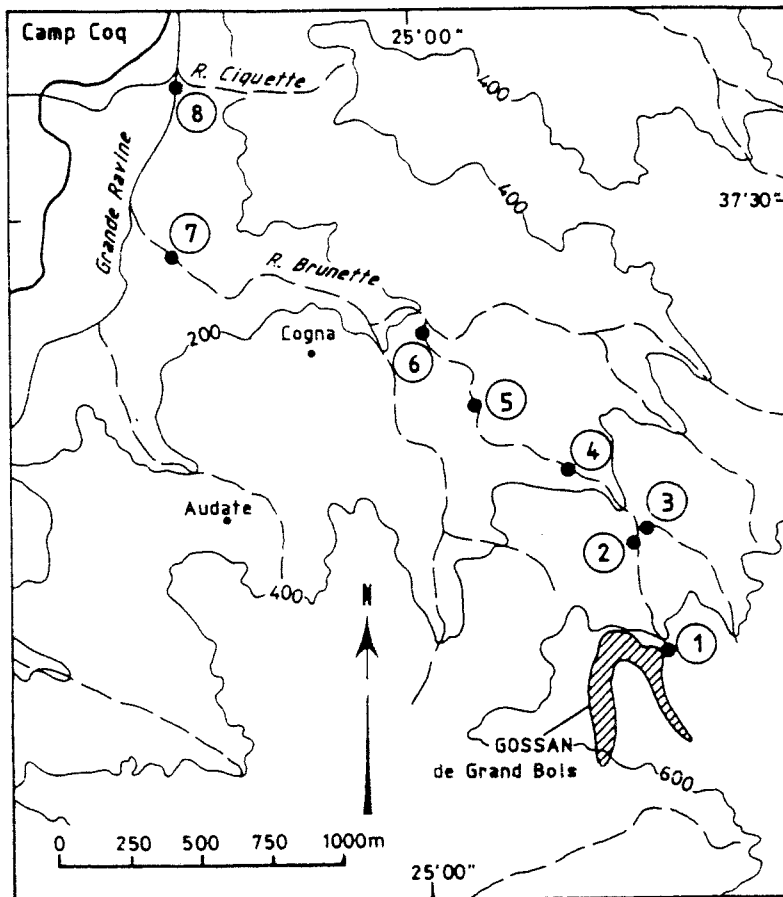 Camp Coq
25'00"
R. Ciquette
400
8
Grande Ravine
37'30"
400
7
R. Brunette
200
Cogna
6
5
4
3
Audate
2
400
N
1
GOSSAN
de Grand Bois
600
0 250 500 750 1000m
25'00"